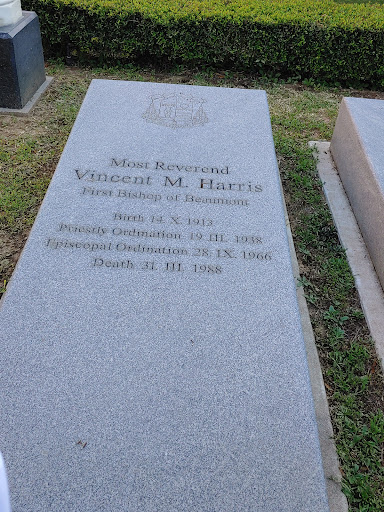 Most Reverend
Vincent M. Harris
First Bishop of Beaumont
Birth 14. X. 1913
Priestly Ordination 19. III. 1938
Episcopal Ordination 28. IX. 1966
Death 31. III. 1988